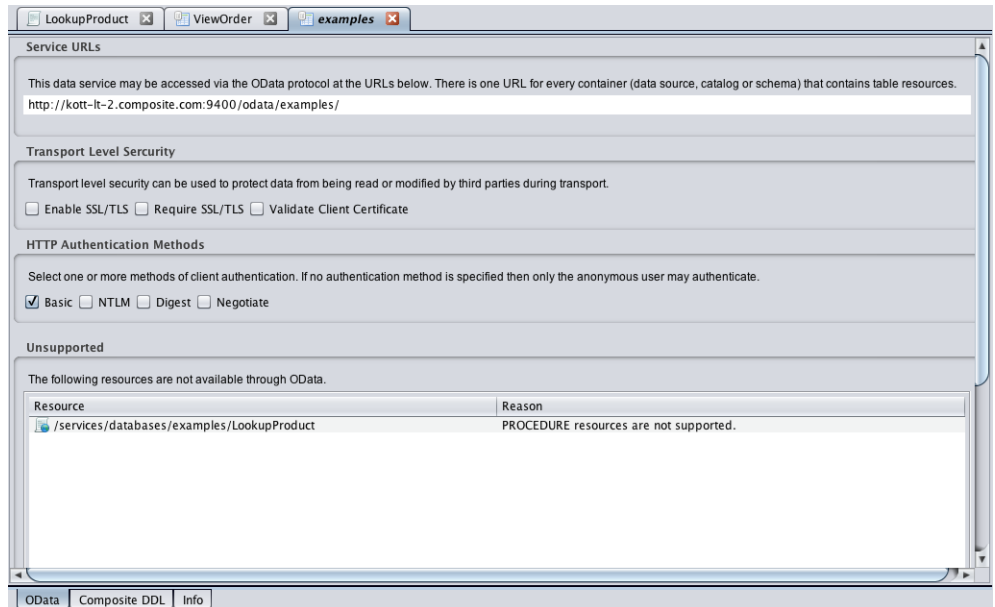 LookupProduct ViewOrder examples
Service URLs
This data service may be accessed via the OData protocol at the URLs below. There is one URL for every container (data source, catalog or schema) that contains table resources.
http://kott-lt-2.composite.com:9400/odata/examples/
Transport Level Sercurity
Transport level security can be used to protect data from being read or modified by third parties during transport.
Enable SSL/TLS Require SSL/TLS Validate Client Certificate
HTTP Authentication Methods
Select one or more methods of client authentication. If no authentication method is specified then only the anonymous user may authenticate.
Basic NTLM Digest Negotiate
Unsupported
The following resources are not available through OData.
Resource Reason
/services/databases/examples/LookupProduct PROCEDURE resources are not supported.
OData Composite DDL Info